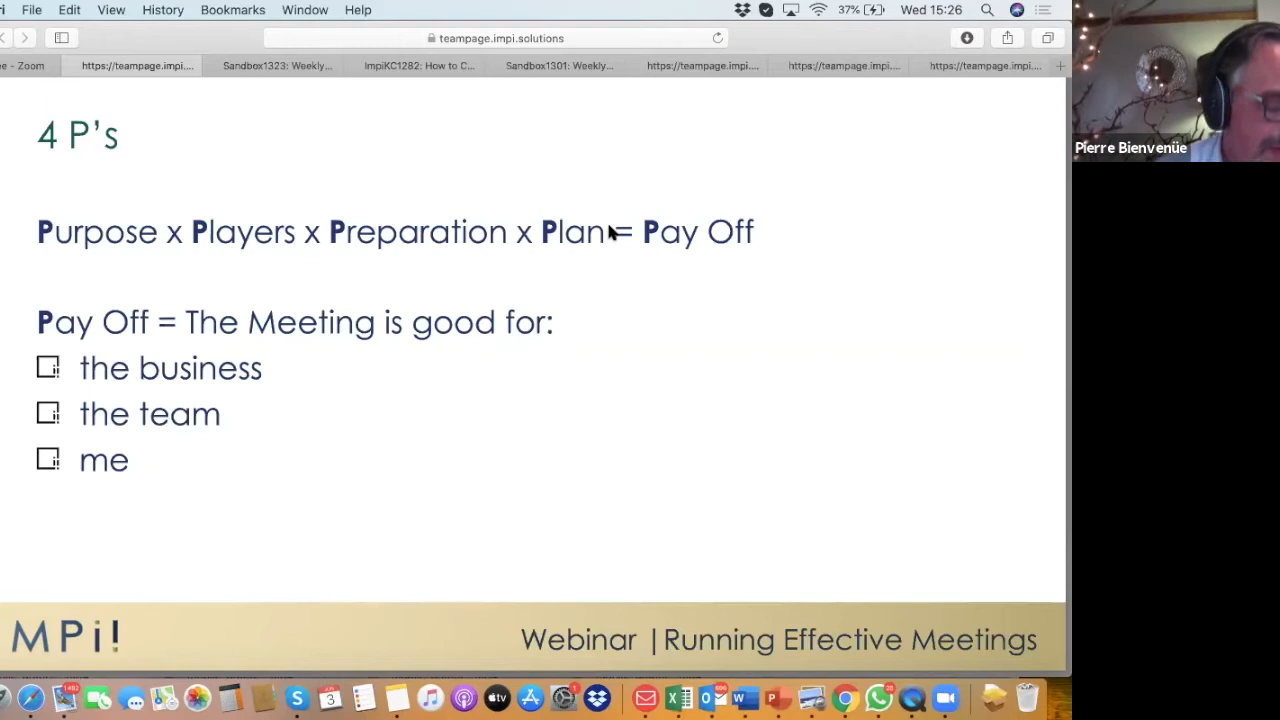 File Edit View History Bookmarks Window Help 37% Wed 15:26
teampage.impi.solutions
e - Zoom https://teampage.impi.... Sandbox1323: Weekly... ImpiKC1282: How to C... Sandbox1301: Weekly... https://teampage.impi.... https://teampage.impi.... https://teampage.impi....
Pierre Bienvenüe
4 P's
Purpose x Players x Preparation x Plan = Pay Off
Pay Off = The Meeting is good for:
the business
the team
me
MPi!
Webinar | Running Effective Meetings